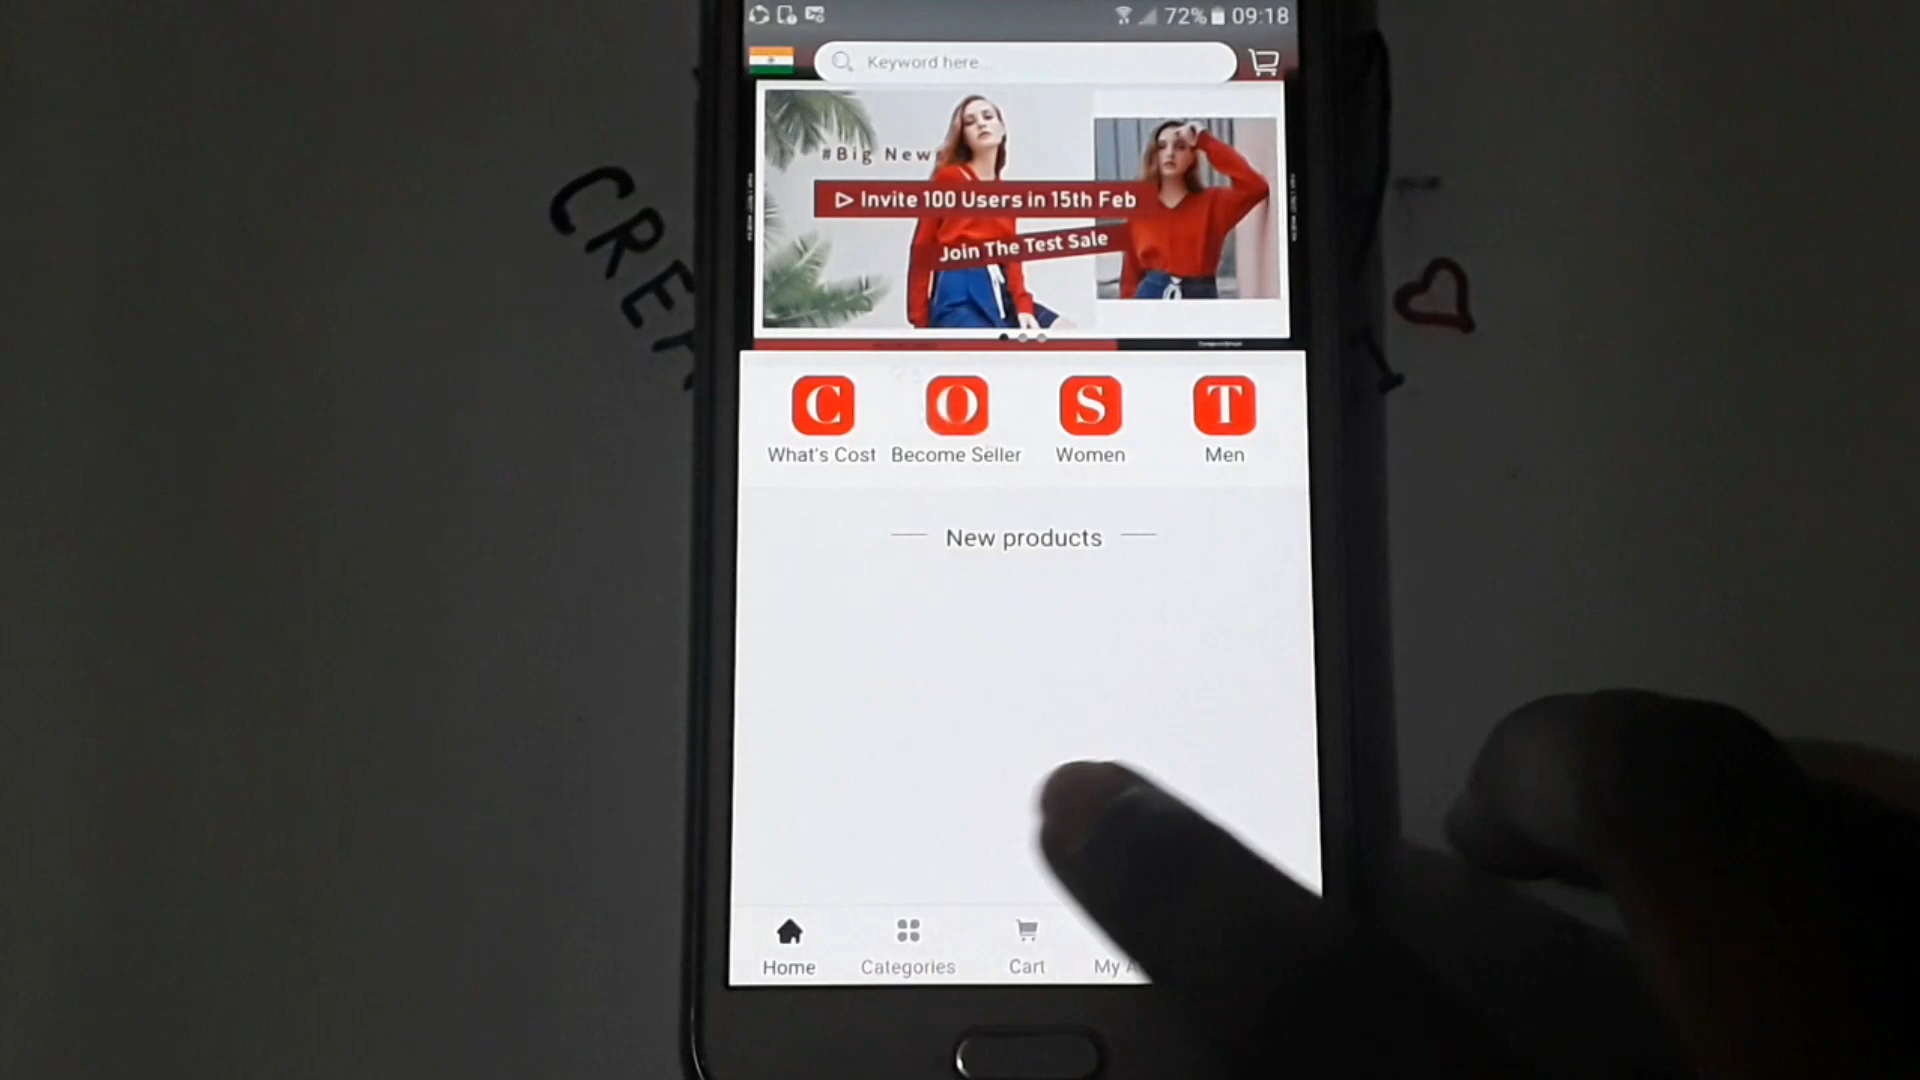 72% 09:18
Keyword here...
#Big New
Invite 100 Users in 15th Feb
Join The Test Sale
C O S T
What's Cost Become Seller Women Men
New products
Home Categories Cart My A
CREA